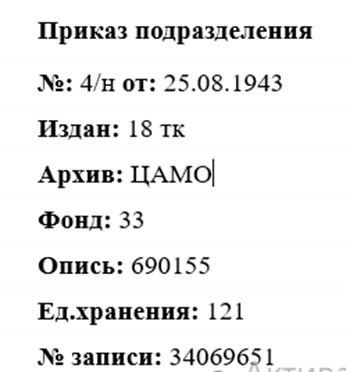 Приказ подразделения
№: 4/н от: 25.08.1943
Издан: 18 тк
Архив: ЦАМО
Фонд: 33
Опись: 690155
Ед.хранения: 121
№ записи: 34069651